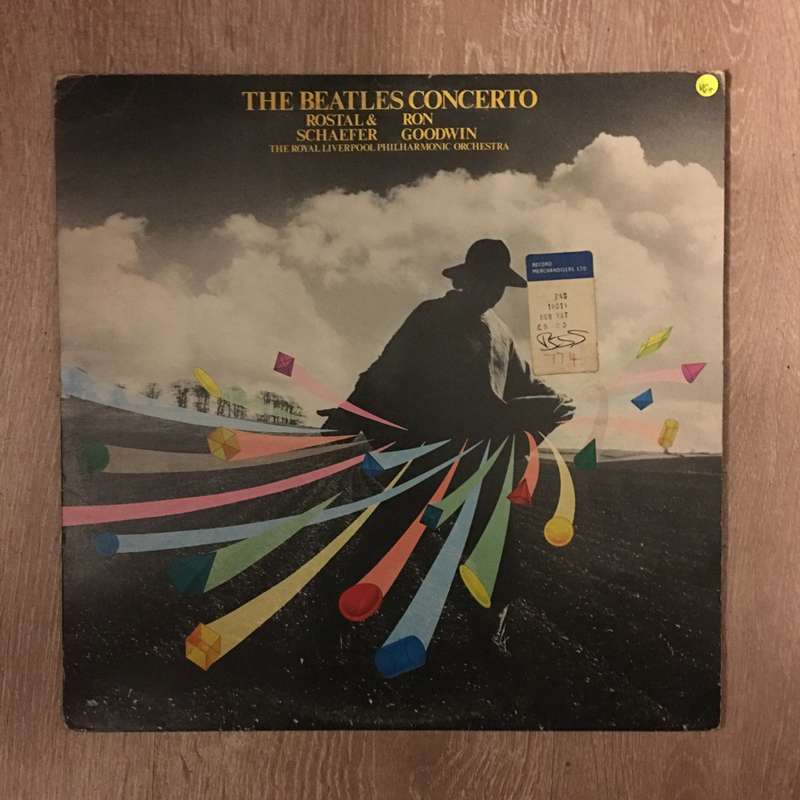 THE BEATLES CONCERTO
ROSTAL & RON
SCHAEFER GOODWIN
THE ROYAL LIVERPOOL PHILHARMONIC ORCHESTRA
RECORD
MERCHANDISERS LTD